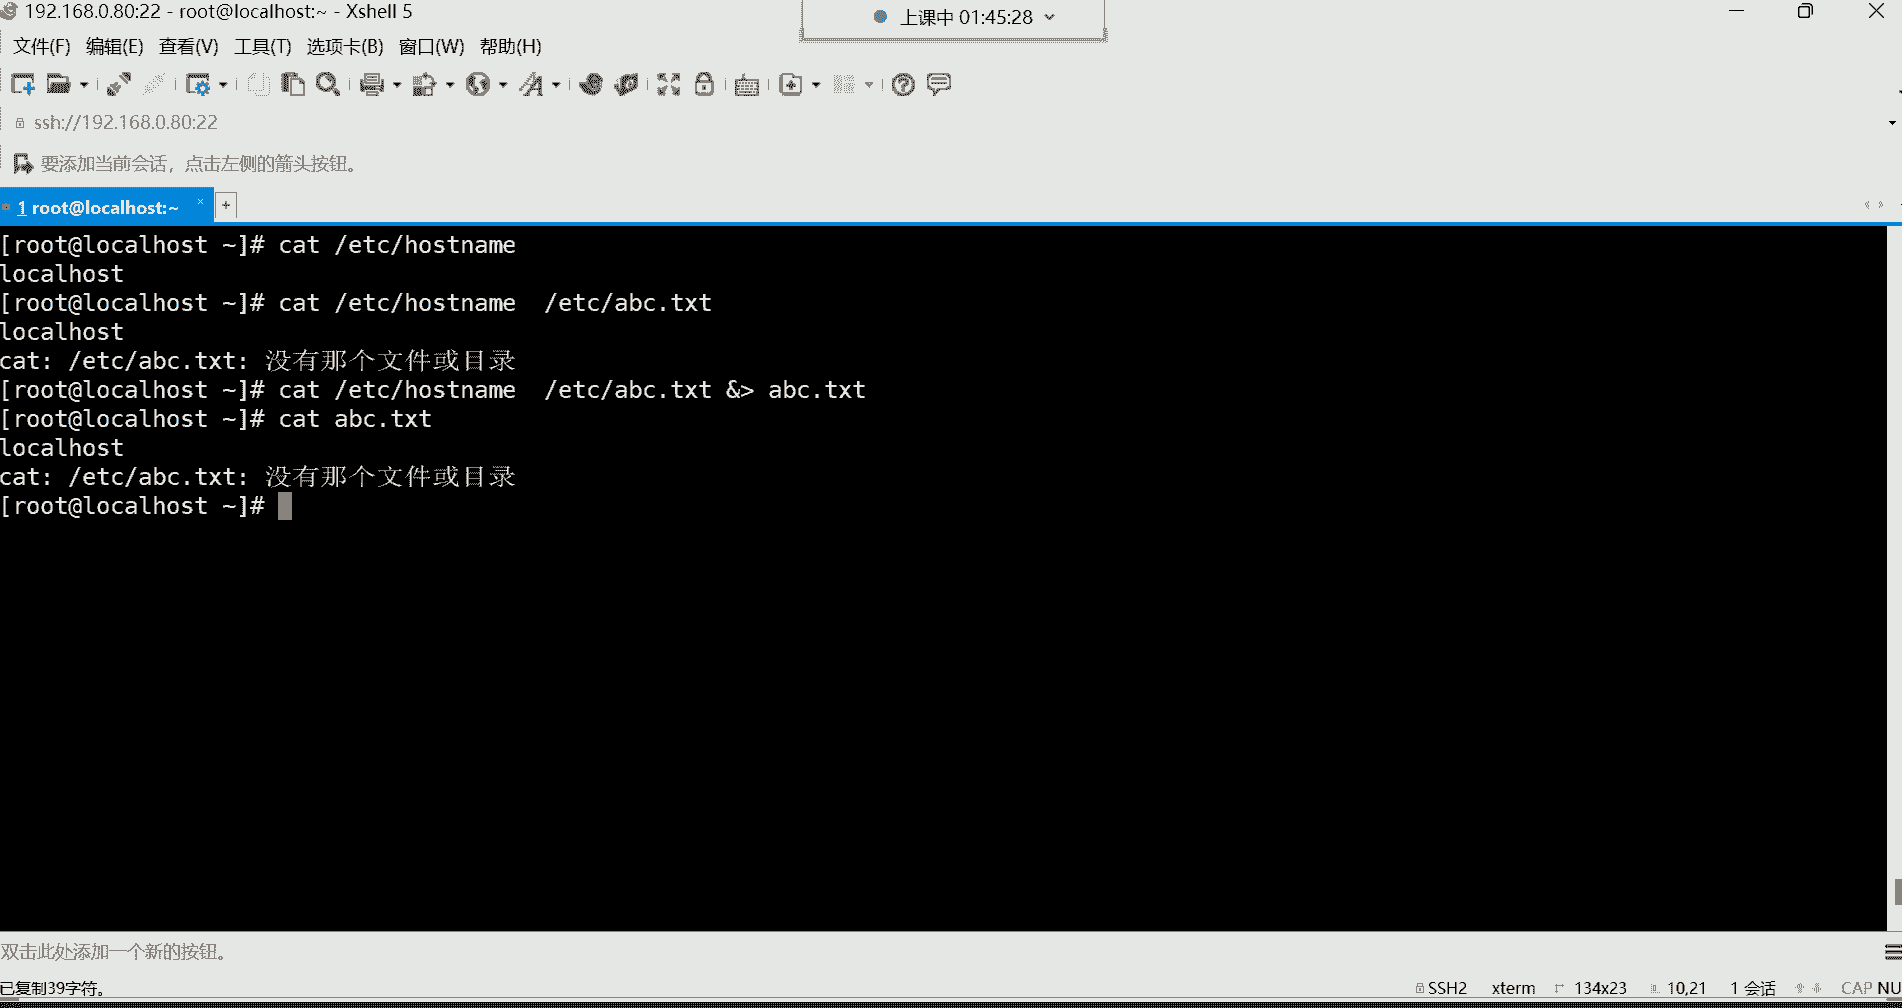 192.168.0.80:22 - root@localhost:~ - Xshell 5
上课中 01:45:28
文件(F) 编辑(E) 查看(V) 工具(T) 选项卡(B) 窗口(W) 帮助(H)
ssh://192.168.0.80:22
要添加当前会话，点击左侧的箭头按钮。
1 root@localhost:~ × +
[root@localhost ~]# cat /etc/hostname
localhost
[root@localhost ~]# cat /etc/hostname  /etc/abc.txt
localhost
cat: /etc/abc.txt: 没有那个文件或目录
[root@localhost ~]# cat /etc/hostname  /etc/abc.txt &> abc.txt
[root@localhost ~]# cat abc.txt
localhost
cat: /etc/abc.txt: 没有那个文件或目录
[root@localhost ~]#
双击此处添加一个新的按钮。
已复制39字符。 SSH2 xterm 134x23 10,21 1 会话 CAP NU